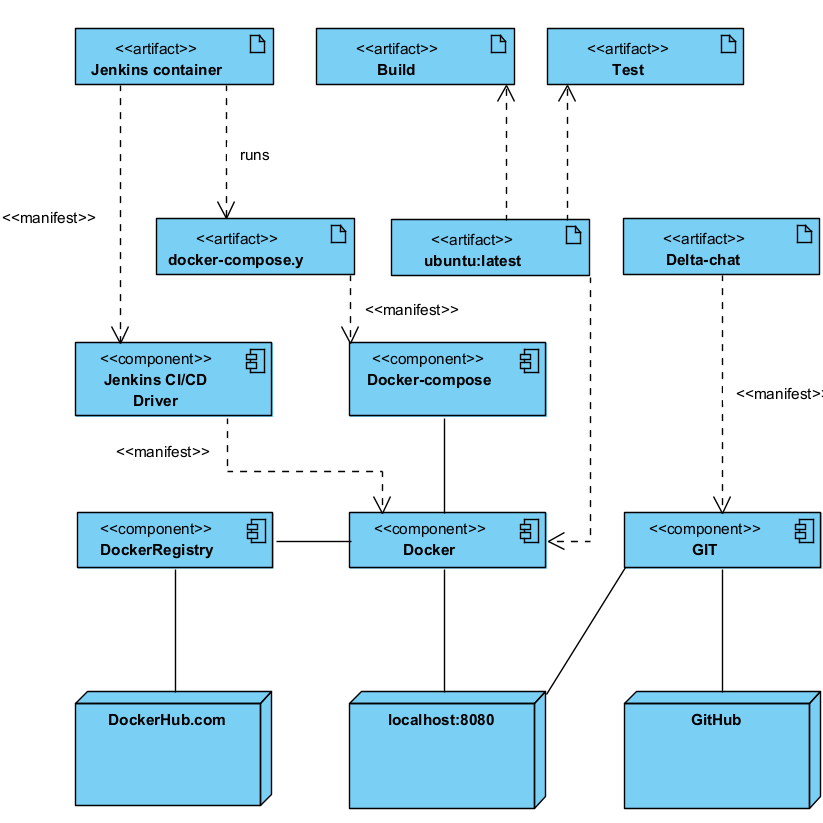 <<artifact>>
Jenkins container
<<artifact>>
Build
<<artifact>>
Test
runs
<<manifest>>
<<artifact>>
docker-compose.y
<<artifact>>
ubuntu:latest
<<artifact>>
Delta-chat
<<manifest>>
<<component>>
Jenkins CI/CD
Driver
<<component>>
Docker-compose
<<manifest>>
<<manifest>>
<<component>>
DockerRegistry
<<component>>
Docker
<<component>>
GIT
DockerHub.com
localhost:8080
GitHub